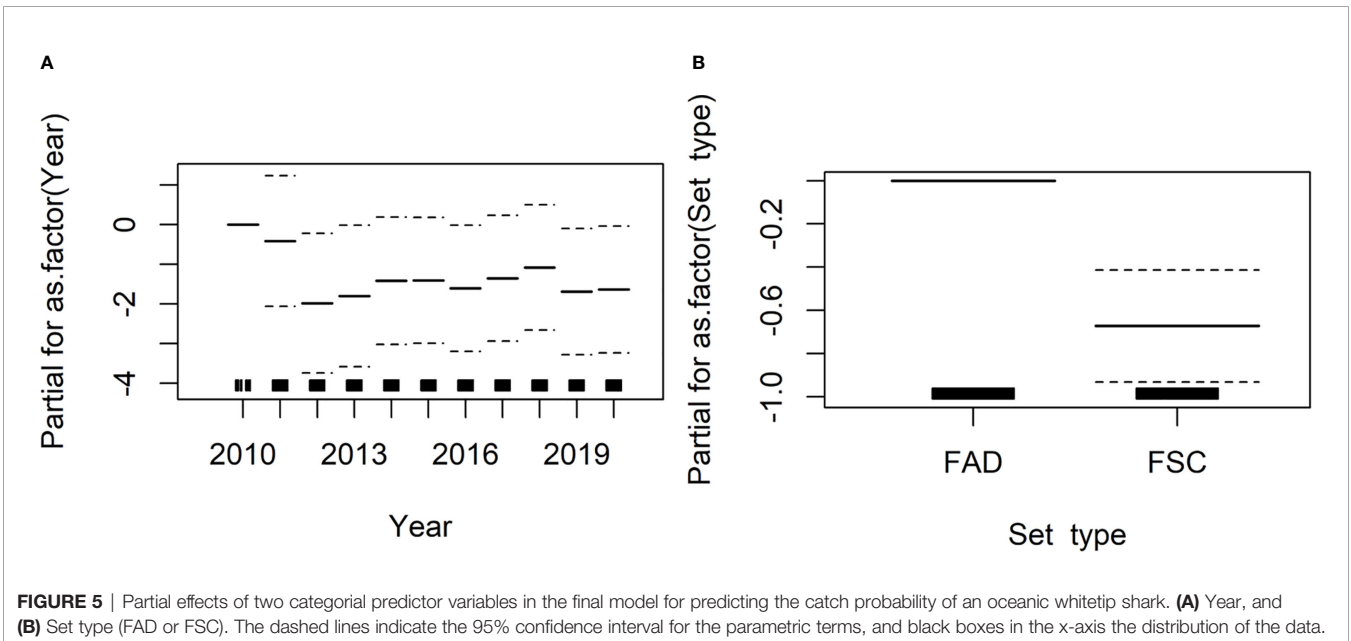 A
B
Partial for as.factor(Year)
0
-2
-4
2010 2013 2016 2019
Year
Partial for as.factor(Set type)
-0.2
-0.6
-1.0
FAD FSC
Set type
FIGURE 5 | Partial effects of two categorial predictor variables in the final model for predicting the catch probability of an oceanic whitetip shark. (A) Year, and
(B) Set type (FAD or FSC). The dashed lines indicate the 95% confidence interval for the parametric terms, and black boxes in the x-axis the distribution of the data.